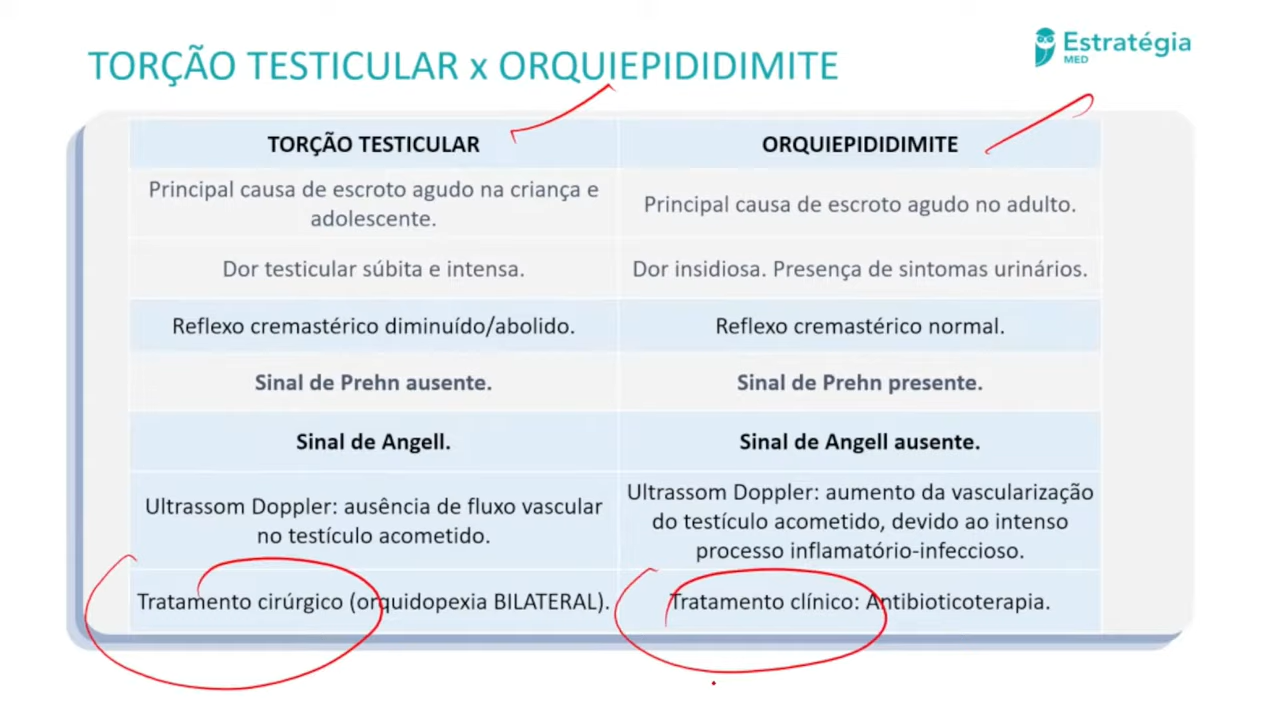 TORÇÃO TESTICULAR x ORQUIEPIDIDIMITE
Estratégia
MED
TORÇÃO TESTICULAR
ORQUIEPIDIDIMITE
Principal causa de escroto agudo na criança e
adolescente.
Principal causa de escroto agudo no adulto.
Dor testicular súbita e intensa.
Dor insidiosa. Presença de sintomas urinários.
Reflexo cremastérico diminuído/abolido.
Reflexo cremastérico normal.
Sinal de Prehn ausente.
Sinal de Prehn presente.
Sinal de Angell.
Sinal de Angell ausente.
Ultrassom Doppler: ausência de fluxo vascular
no testículo acometido.
Ultrassom Doppler: aumento da vascularização
do testículo acometido, devido ao intenso
processo inflamatório-infeccioso.
Tratamento cirúrgico (orquidopexia BILATERAL).
Tratamento clínico: Antibioticoterapia.